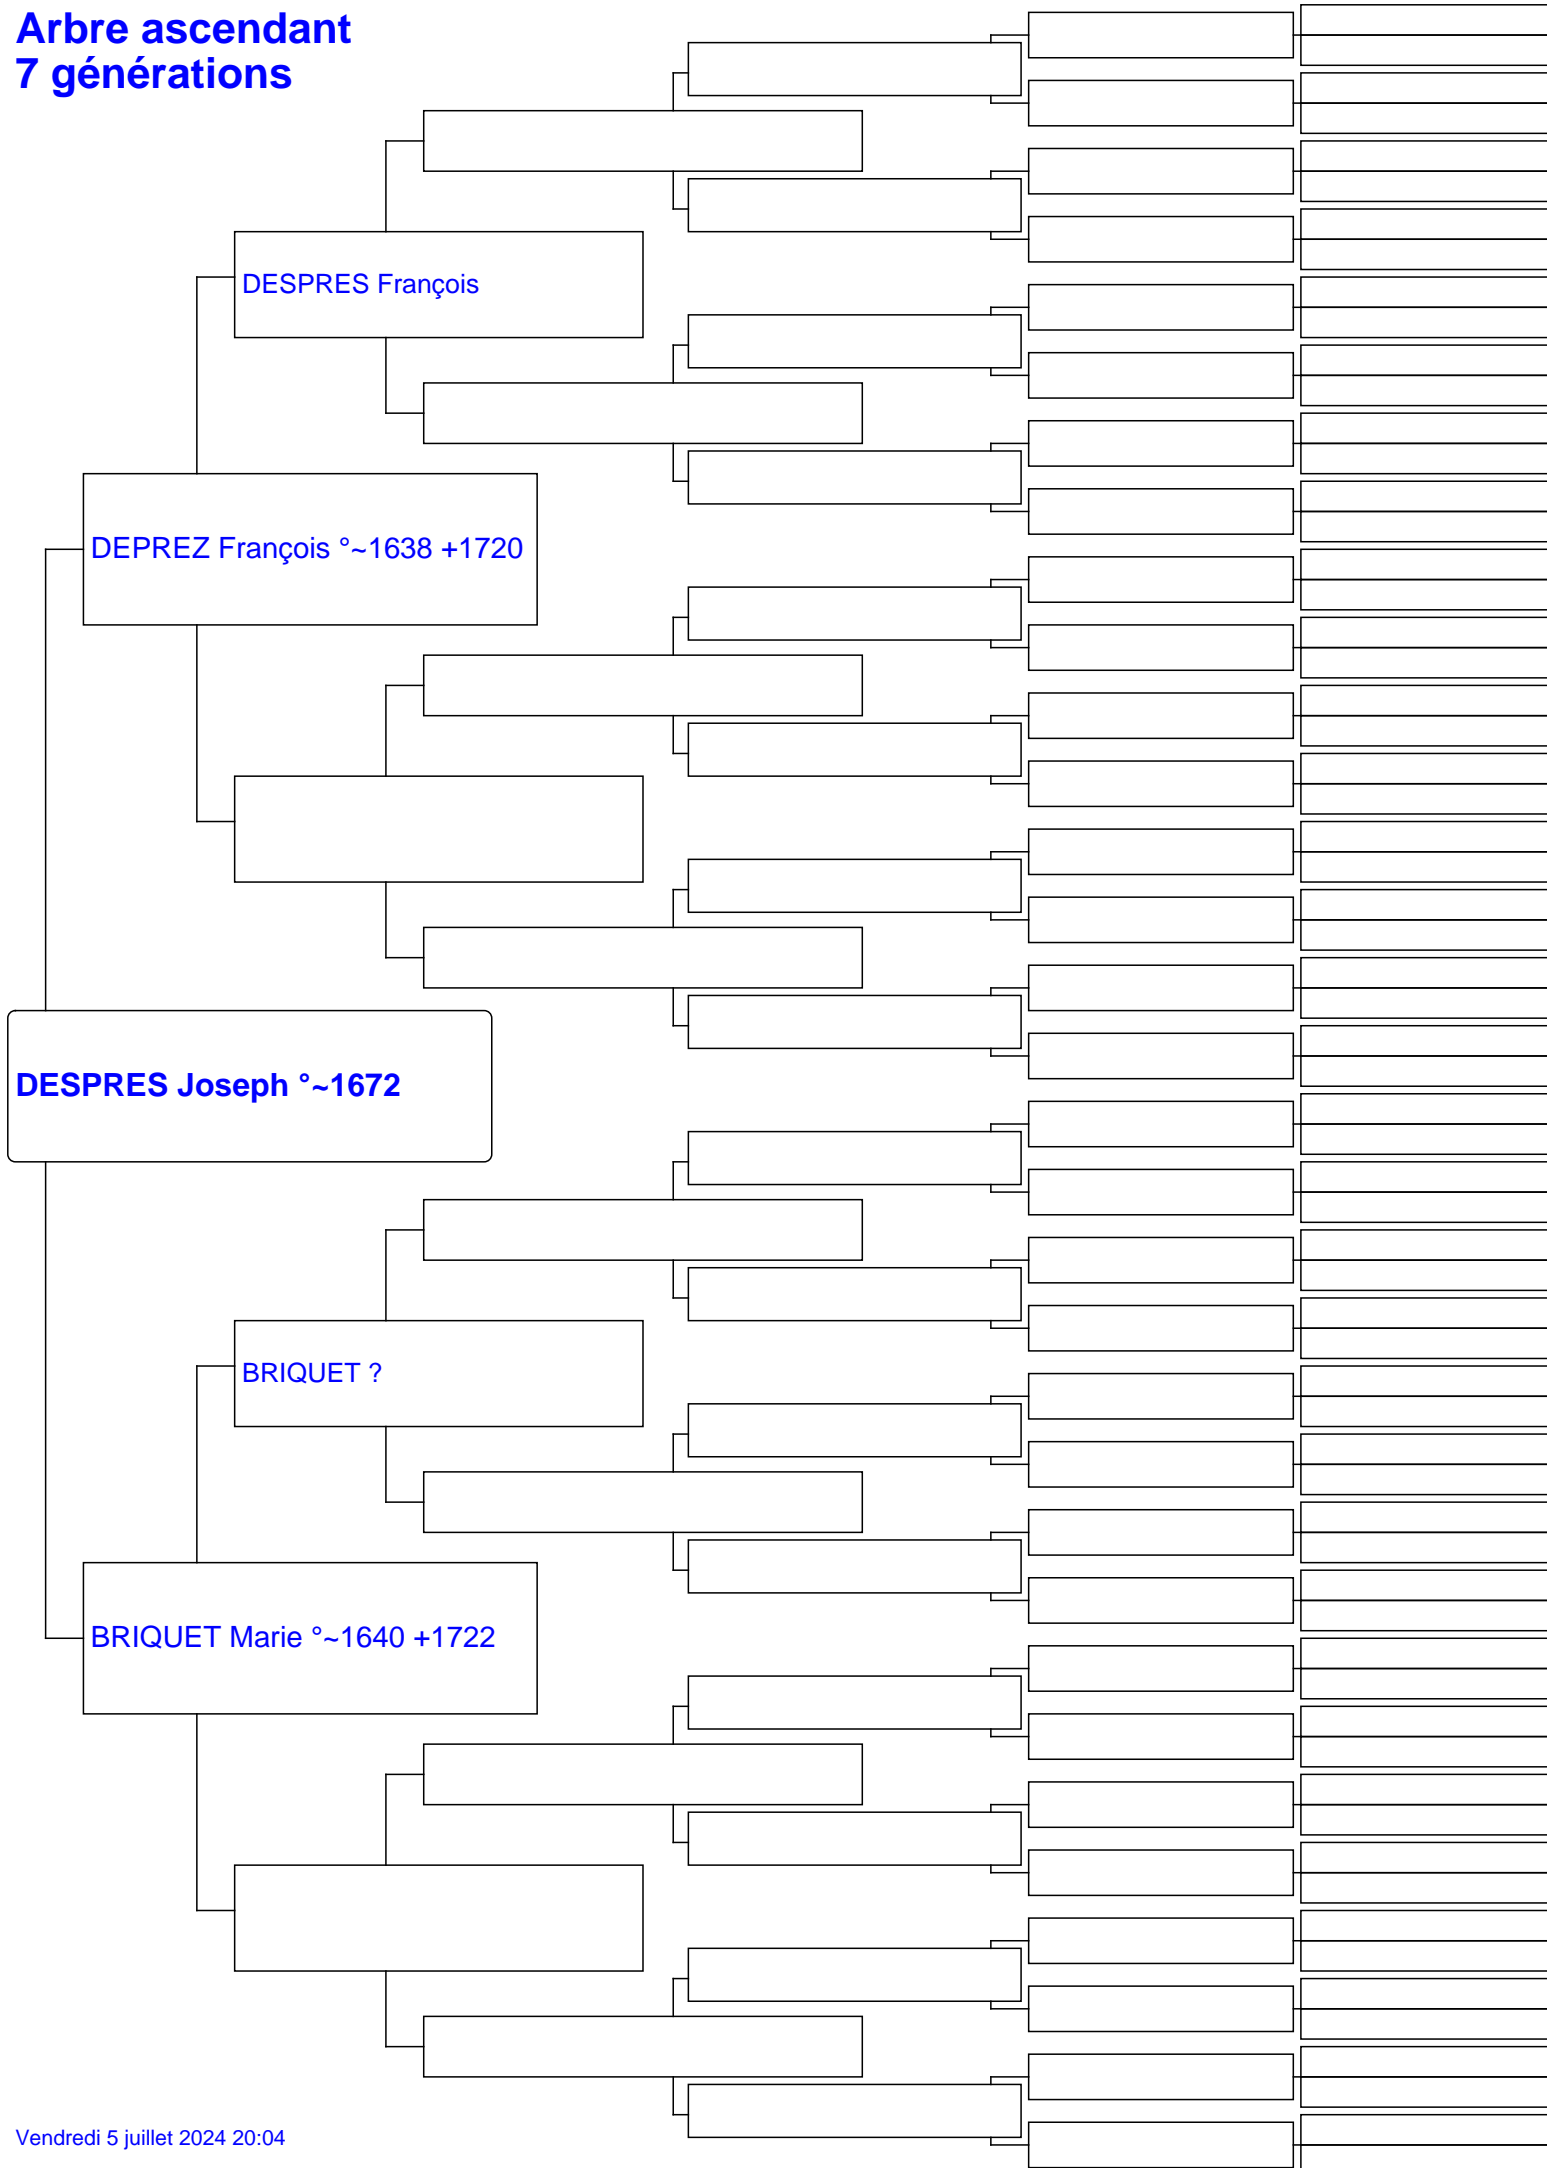 Arbre ascendant
7 générations
DESPRES François
DEPREZ François °~1638 +1720
DESPRES Joseph °~1672
BRIQUET ?
BRIQUET Marie °~1640 +1722
Vendredi 5 juillet 2024 20:04